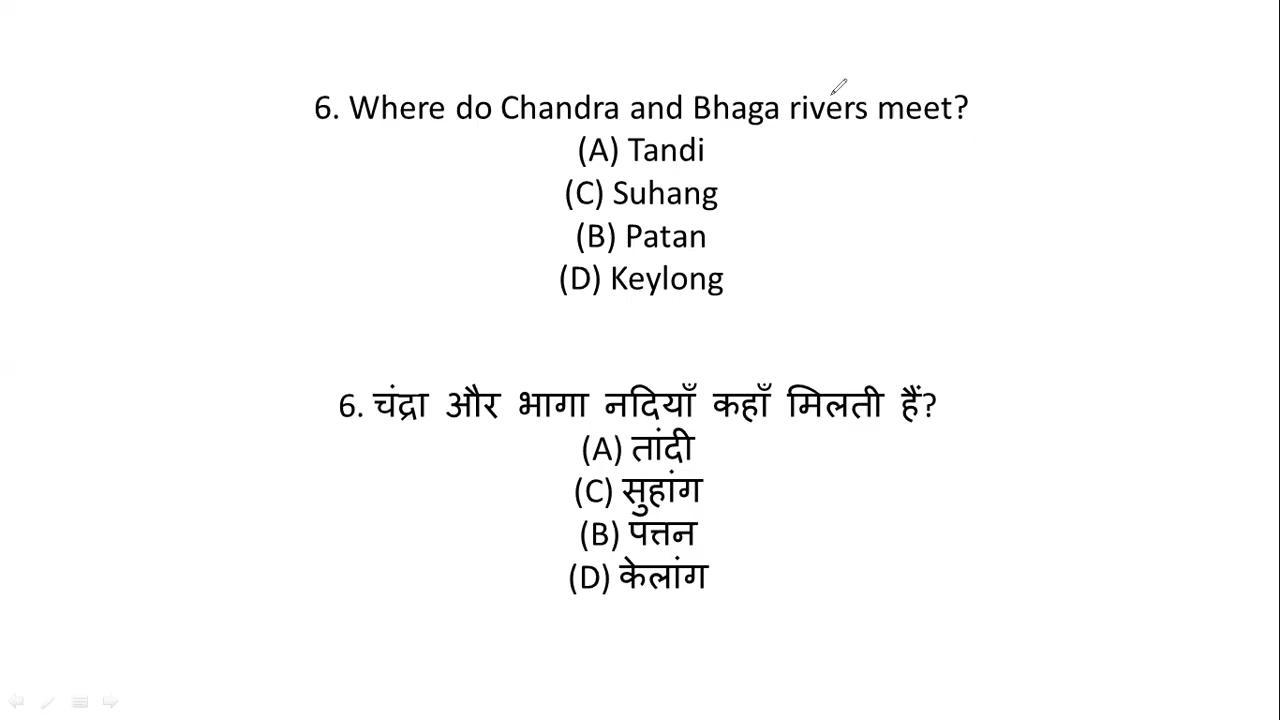 6. Where do Chandra and Bhaga rivers meet?
(A) Tandi
(C) Suhang
(B) Patan
(D) Keylong
6. चंद्रा और भागा नदियाँ कहाँ मिलती हैं?
(A) तांदी
(C) सुहांग
(B) पत्तन
(D) केलांग